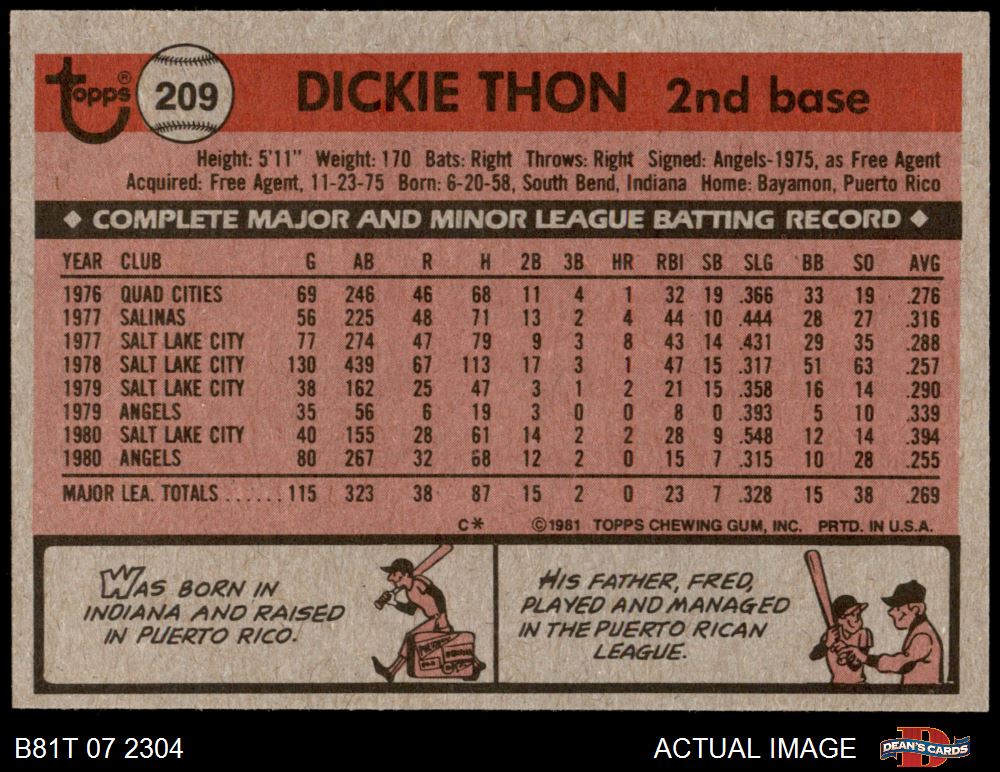 topps® 209 DICKIE THON 2nd base
Height: 5'11" Weight: 170 Bats: Right Throws: Right Signed: Angels-1975, as Free Agent
Acquired: Free Agent, 11-23-75 Born: 6-20-58, South Bend, Indiana Home: Bayamon, Puerto Rico
◆ COMPLETE MAJOR AND MINOR LEAGUE BATTING RECORD ◆
YEAR CLUB G AB R H 2B 3B HR RBI SB SLG BB SO AVG
1976 QUAD CITIES 69 246 46 68 11 4 1 32 19 .366 33 19 .276
1977 SALINAS 56 225 48 71 13 2 4 44 10 .444 28 27 .316
1977 SALT LAKE CITY 77 274 47 79 9 3 8 43 14 .431 29 35 .288
1978 SALT LAKE CITY 130 439 67 113 17 3 1 47 15 .317 51 63 .257
1979 SALT LAKE CITY 38 162 25 47 3 1 2 21 15 .358 16 14 .290
1979 ANGELS 35 56 6 19 3 0 0 8 0 .393 5 10 .339
1980 SALT LAKE CITY 40 155 28 61 14 2 2 28 9 .548 12 14 .394
1980 ANGELS 80 267 32 68 12 2 0 15 7 .315 10 28 .255
MAJOR LEA. TOTALS ...... 115 323 38 87 15 2 0 23 7 .328 15 38 .269
C* ©1981 TOPPS CHEWING GUM, INC. PRTD. IN U.S.A.
WAS BORN IN
INDIANA AND RAISED
IN PUERTO RICO.
HIS FATHER, FRED,
PLAYED AND MANAGED
IN THE PUERTO RICAN
LEAGUE.
B81T 07 2304 ACTUAL IMAGE DEAN'S CARDS